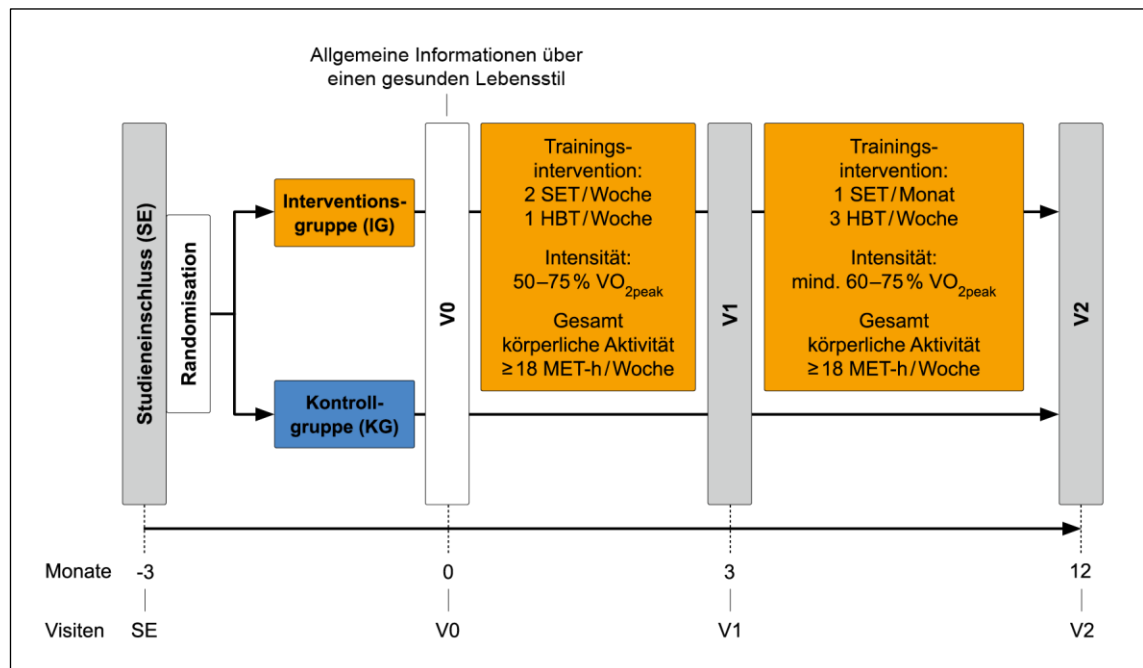 Allgemeine Informationen über
einen gesunden Lebensstil
Studieneinschluss (SE)
Randomisation
Interventions-
gruppe (IG)
Kontroll-
gruppe (KG)
V0
Trainings-
intervention:
2 SET/Woche
1 HBT/Woche
Intensität:
50–75% VO2peak
Gesamt
körperliche Aktivität
≥18 MET-h/Woche
V1
Trainings-
intervention:
1 SET/Monat
3 HBT/Woche
Intensität:
mind. 60–75% VO2peak
Gesamt
körperliche Aktivität
≥18 MET-h/Woche
V2
Monate -3 0 3 12
Visiten SE V0 V1 V2